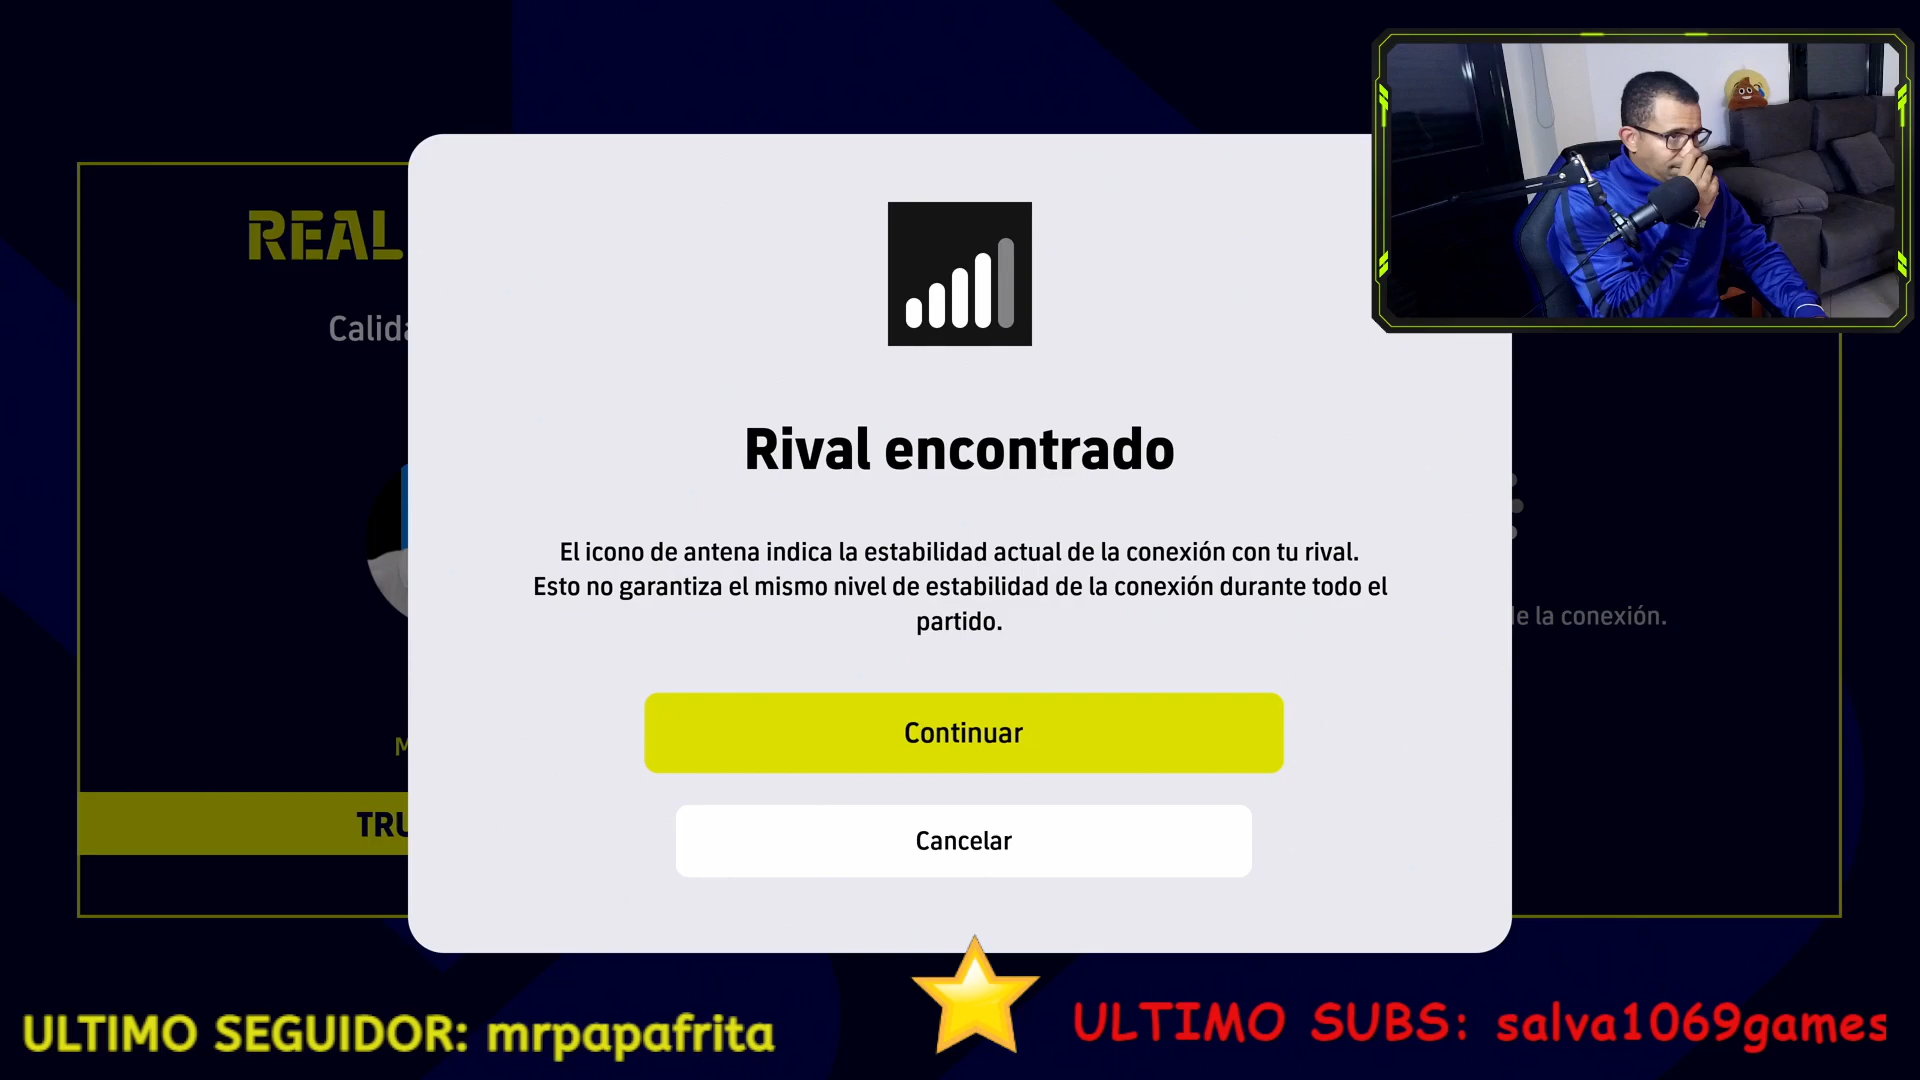 REAL
Calida
Rival encontrado
El icono de antena indica la estabilidad actual de la conexión con tu rival.
Esto no garantiza el mismo nivel de estabilidad de la conexión durante todo el
partido.
de la conexión.
Continuar
M
TRU
Cancelar
ULTIMO SEGUIDOR: mrpapafrita
ULTIMO SUBS: salva1069games